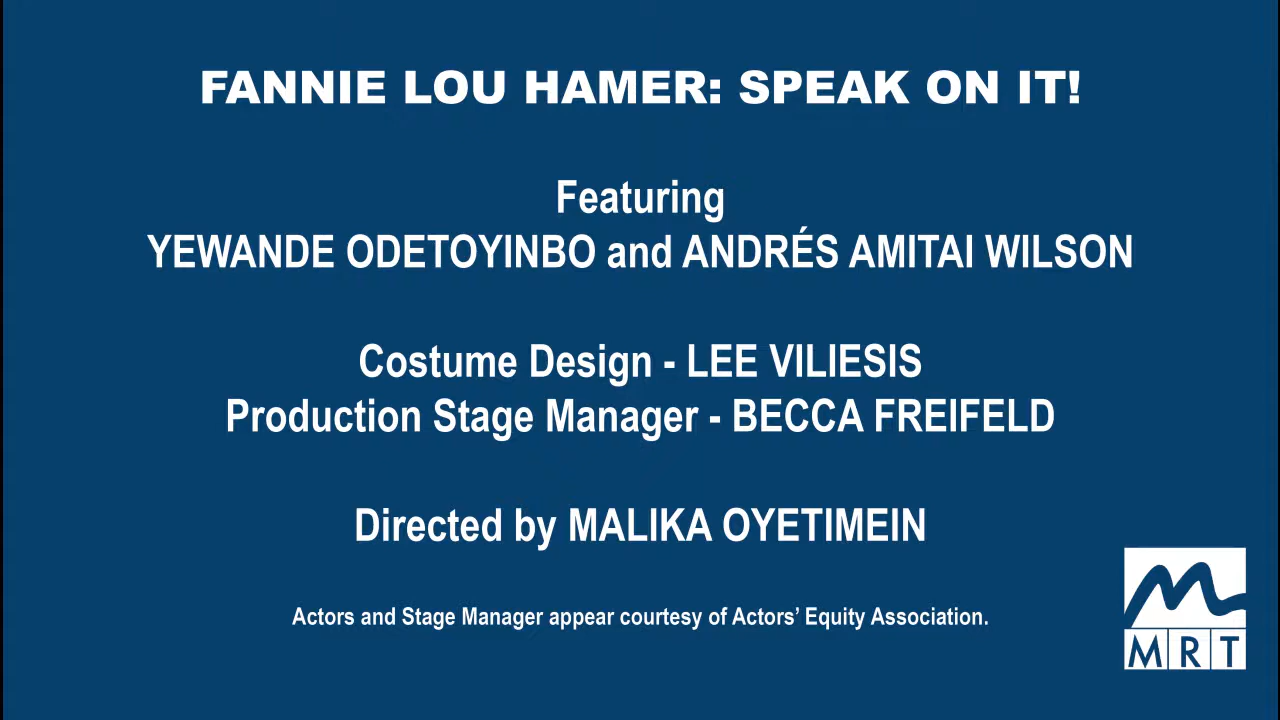 FANNIE LOU HAMER: SPEAK ON IT!
Featuring
YEWANDE ODETOYINBO and ANDRÉS AMITAI WILSON
Costume Design - LEE VILIESIS
Production Stage Manager - BECCA FREIFELD
Directed by MALIKA OYETIMEIN
Actors and Stage Manager appear courtesy of Actors’ Equity Association.
MRT